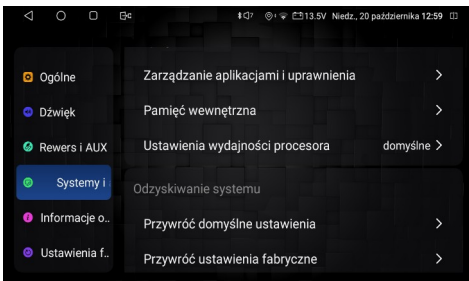 7 13.5V Niedz., 20 października 12:59
Ogólne
Dźwięk
Rewers i AUX
Systemy i
Informacje o..
Ustawienia f..
Zarządzanie aplikacjami i uprawnienia
Pamięć wewnętrzna
Ustawienia wydajności procesora domyślne
Odzyskiwanie systemu
Przywróć domyślne ustawienia
Przywróć ustawienia fabryczne